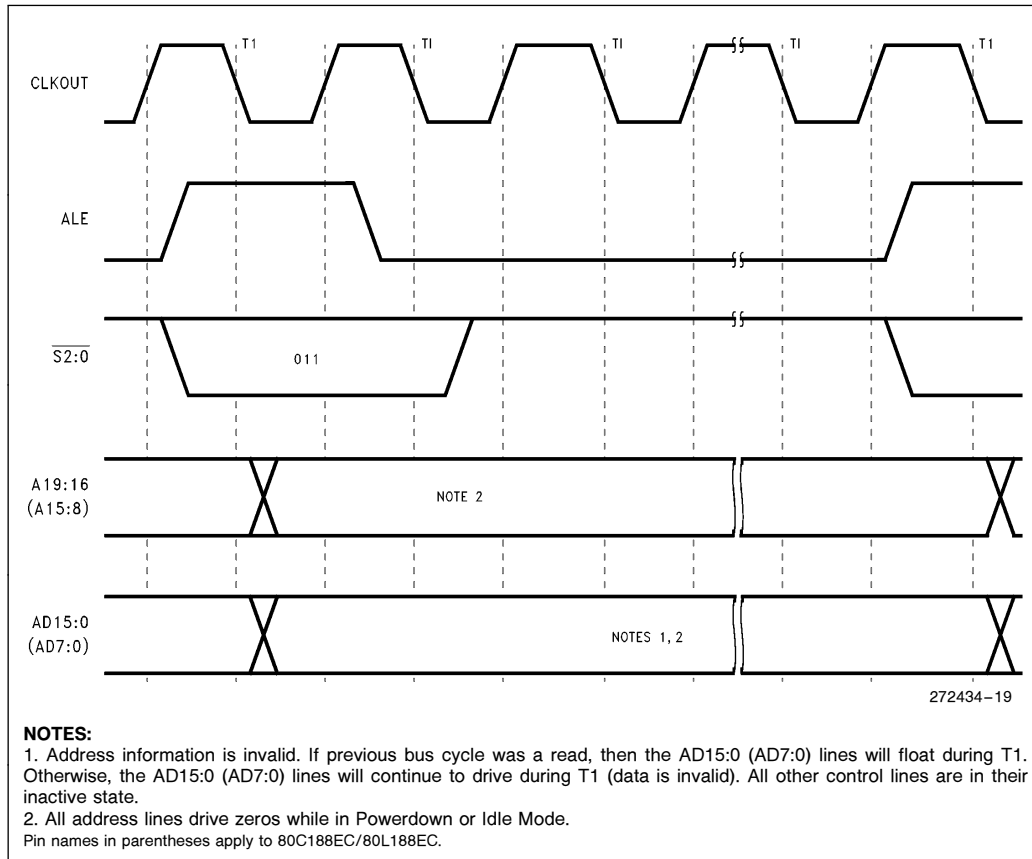 T1 TI TI TI T1
CLKOUT
ALE
S2:0
011
A19:16
(A15:8)
NOTE 2
AD15:0
(AD7:0)
NOTES 1,2
272434–19
NOTES:
1. Address information is invalid. If previous bus cycle was a read, then the AD15:0 (AD7:0) lines will float during T1.
Otherwise, the AD15:0 (AD7:0) lines will continue to drive during T1 (data is invalid). All other control lines are in their
inactive state.
2. All address lines drive zeros while in Powerdown or Idle Mode.
Pin names in parentheses apply to 80C188EC/80L188EC.